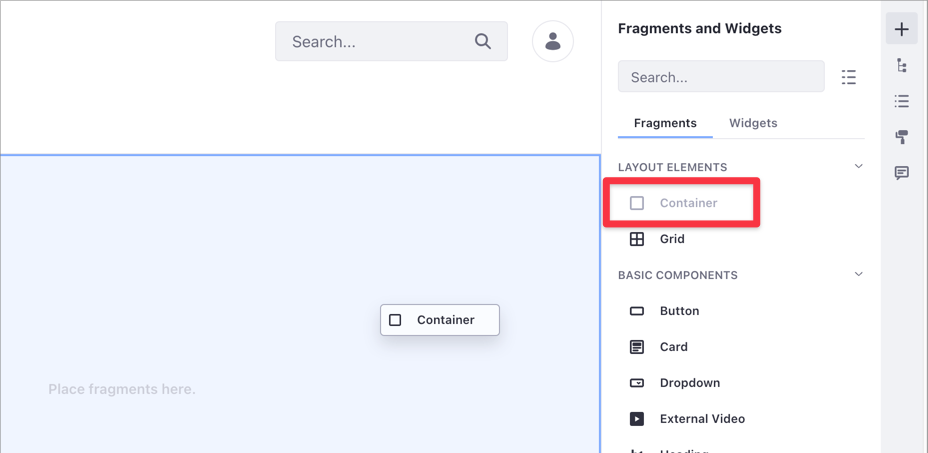 Search...
Fragments and Widgets
Search...
Fragments Widgets
LAYOUT ELEMENTS
Container
Grid
BASIC COMPONENTS
Button
Card
Dropdown
External Video
Container
Place fragments here.